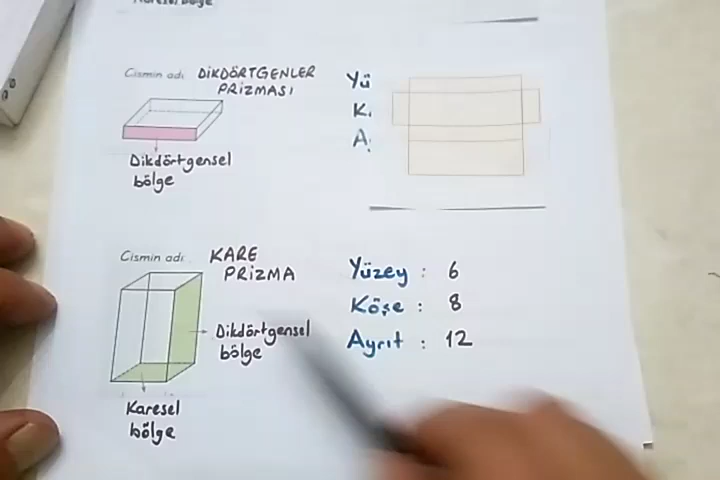 Cismin adı DİKDÖRTGENLER
PRİZMASI
Dikdörtgensel
bölge
Yü
K
A
Cismin adı KARE
PRİZMA
Dikdörtgensel
bölge
Karesel
bölge
Yüzey : 6
Köşe : 8
Ayrıt : 12